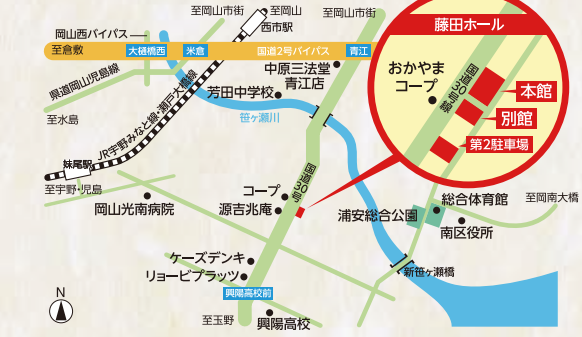 至岡山市街
至岡山
至岡山市街
岡山西バイパス
西市駅
至倉敷
大樋橋西
米倉
国道2号バイパス
青江
藤田ホール
中原三法堂
青江店
県道岡山児島線
芳田中学校
おかやま
コープ
国道30号線
本館
別館
第2駐車場
笹ヶ瀬川
至水島
JR宇野みなと線・瀬戸大橋線
妹尾駅
至宇野・児島
国道30号
コープ
源吉兆庵
岡山光南病院
総合体育館
至岡南大橋
浦安総合公園
南区役所
ケーズデンキ
リョービプラッツ
新笹ヶ瀬橋
興陽高校前
N
至玉野
興陽高校